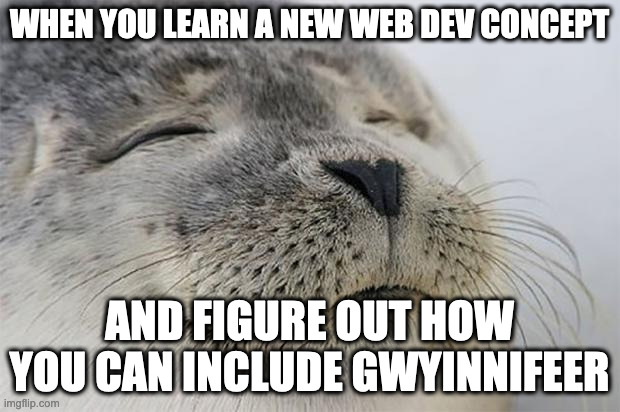 WHEN YOU LEARN A NEW WEB DEV CONCEPT
AND FIGURE OUT HOW
YOU CAN INCLUDE GWYINNIFEER
imgflip.com